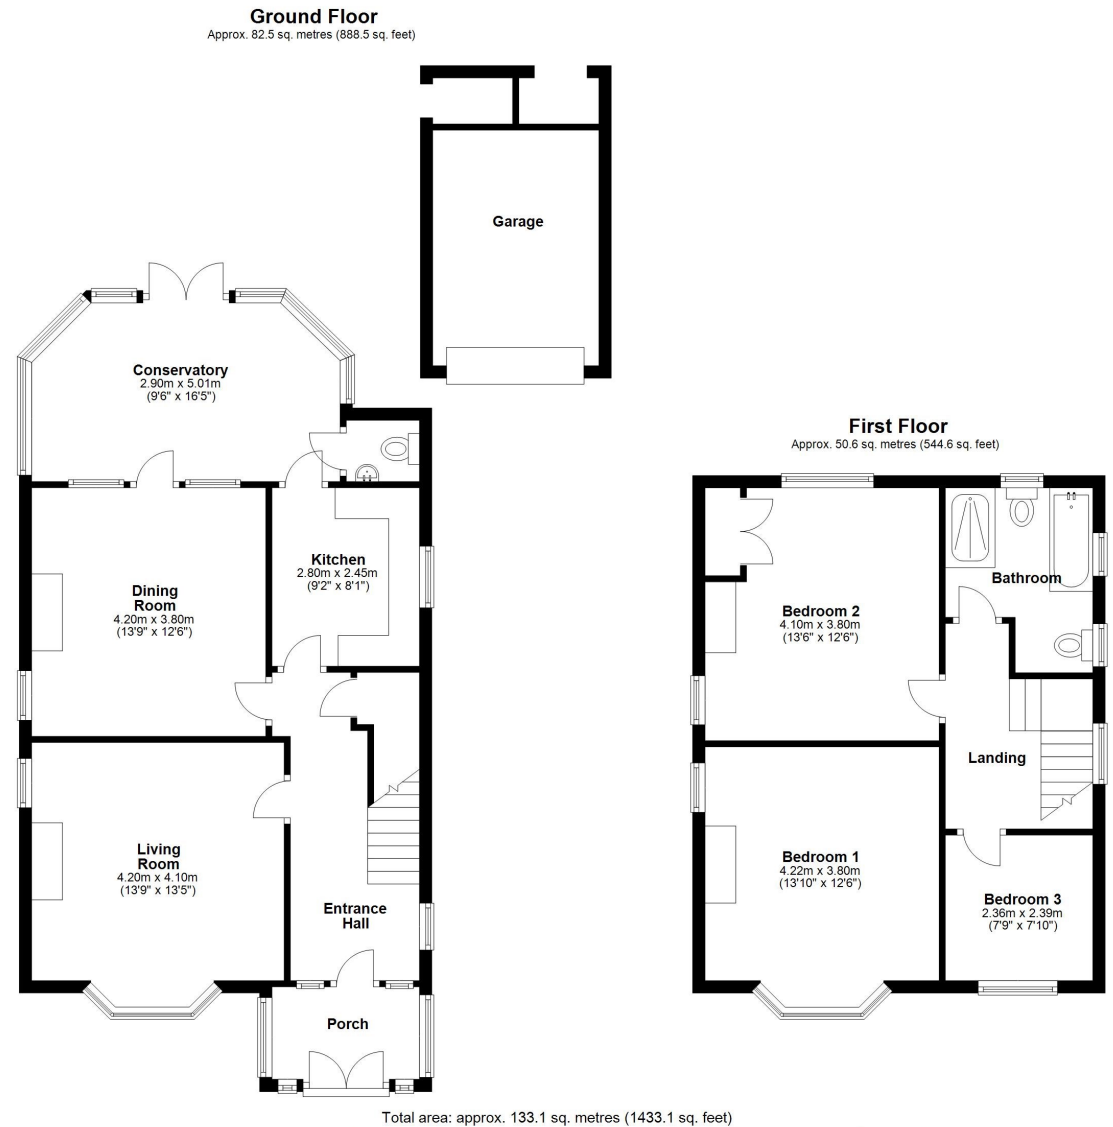 Ground Floor
Approx. 82.5 sq. metres (888.5 sq. feet)
Garage
Conservatory
2.90m x 5.01m
(9'6" x 16'5")
Kitchen
2.80m x 2.45m
(9'2" x 8'1")
Dining
Room
4.20m x 3.80m
(13'9" x 12'6")
Living
Room
4.20m x 4.10m
(13'9" x 13'5")
Entrance
Hall
Porch
First Floor
Approx. 50.6 sq. metres (544.6 sq. feet)
Bathroom
Bedroom 2
4.10m x 3.80m
(13'6" x 12'6")
Landing
Bedroom 1
4.22m x 3.80m
(13'10" x 12'6")
Bedroom 3
2.36m x 2.39m
(7'9" x 7'10")
Total area: approx. 133.1 sq. metres (1433.1 sq. feet)